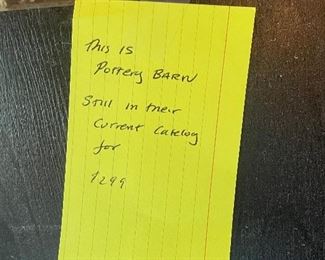 This is
Pottery BARN
Still in their
Current Catalog
for
$299